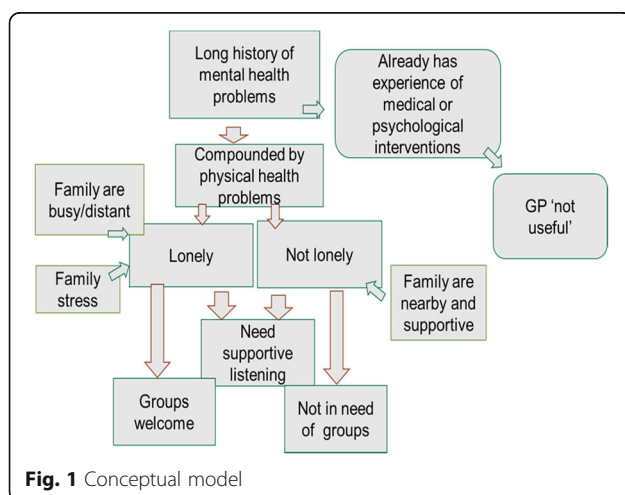 Long history of
mental health
problems
Already has
experience of
medical or
psychological
interventions
Compounded by
physical health
problems
Family are
busy/distant
GP 'not
useful'
Lonely
Not lonely
Family
stress
Family are
nearby and
supportive
Need
supportive
listening
Groups
welcome
Not in need
of groups
Fig. 1 Conceptual model